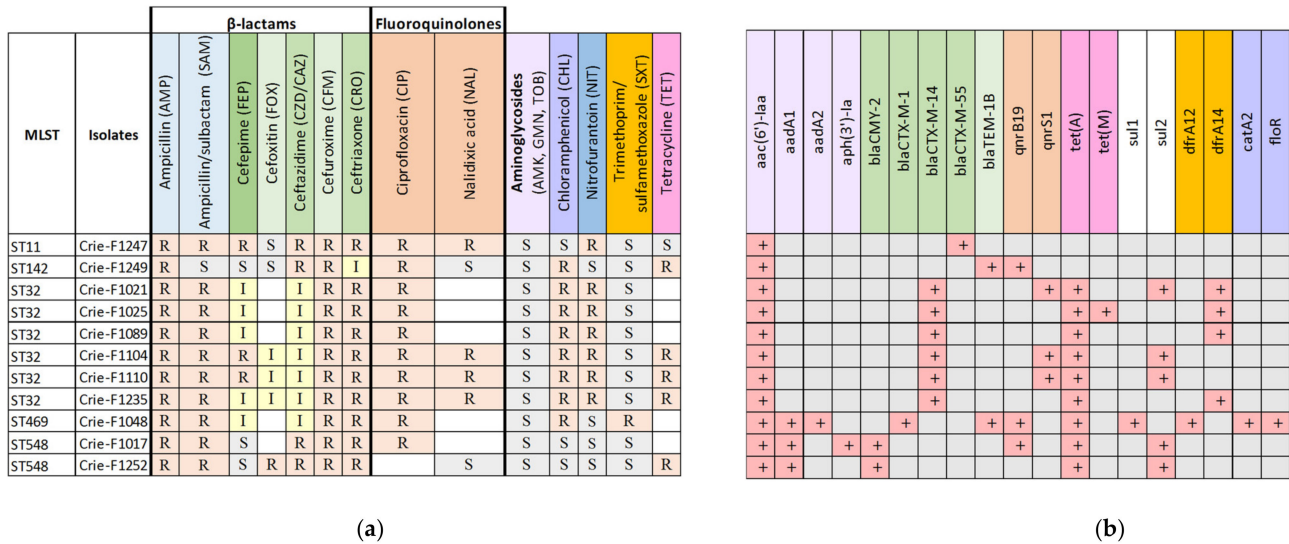 β-lactams Fluoroquinolones
MLST Isolates Ampicillin (AMP) Ampicillin/sulbactam (SAM) Cefepime (FEP) Cefoxitin (FOX) Ceftazidime (CZD/CAZ) Cefuroxime (CFM) Ceftriaxone (CRO) Ciprofloxacin (CIP) Nalidixic acid (NAL) Aminoglycosides (AMK, GMN, TOB) Chloramphenicol (CHL) Nitrofurantoin (NIT) Trimethoprim/ sulfamethoxazole (SXT) Tetracycline (TET)
ST11 Crie-F1247 R R R S R R R R R S S R S S
ST142 Crie-F1249 R S S S R R I R S S R S S R
ST32 Crie-F1021 R R I I R R R S R R S
ST32 Crie-F1025 R R I I R R R S R R S
ST32 Crie-F1089 R R I I R R R S R R S
ST32 Crie-F1104 R R R I I R R R R S R R S R
ST32 Crie-F1110 R R R I I R R R R S R R S R
ST32 Crie-F1235 R R I I I R R R R S R R S R
ST469 Crie-F1048 R R I I R R R S R S R
ST548 Crie-F1017 R R S R R R R S S S S
ST548 Crie-F1252 R R S R R R R S S S S S R
(a)
aac(6')-Iaa aadA1 aadA2 aph(3')-Ia blaCMY-2 blaCTX-M-1 blaCTX-M-14 blaCTX-M-55 blaTEM-1B qnrB19 qnrS1 tet(A) tet(M) sul1 sul2 dfrA12 dfrA14 catA2 floR
+ +
+ + +
+ + + + + +
+ + + + +
+ + + +
+ + + + +
+ + + + +
+ + + +
+ + + + + + + + + + +
+ + + + + + +
+ + + + +
(b)